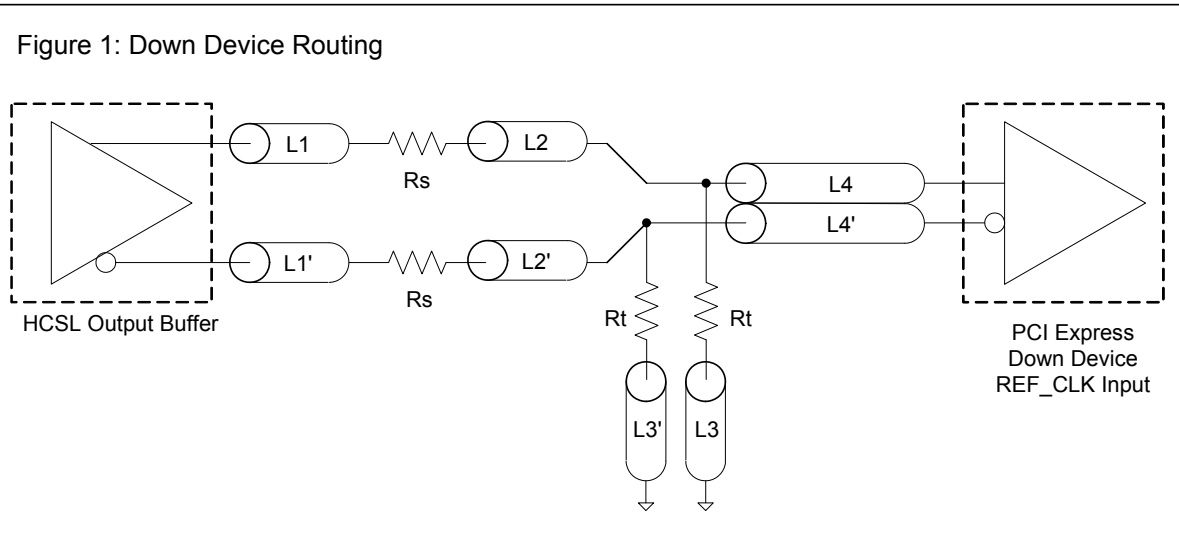 Figure 1: Down Device Routing
L1
Rs
L2
L4
L4'
L1'
Rs
L2'
HCSL Output Buffer
Rt
Rt
L3'
L3
PCI Express
Down Device
REF_CLK Input